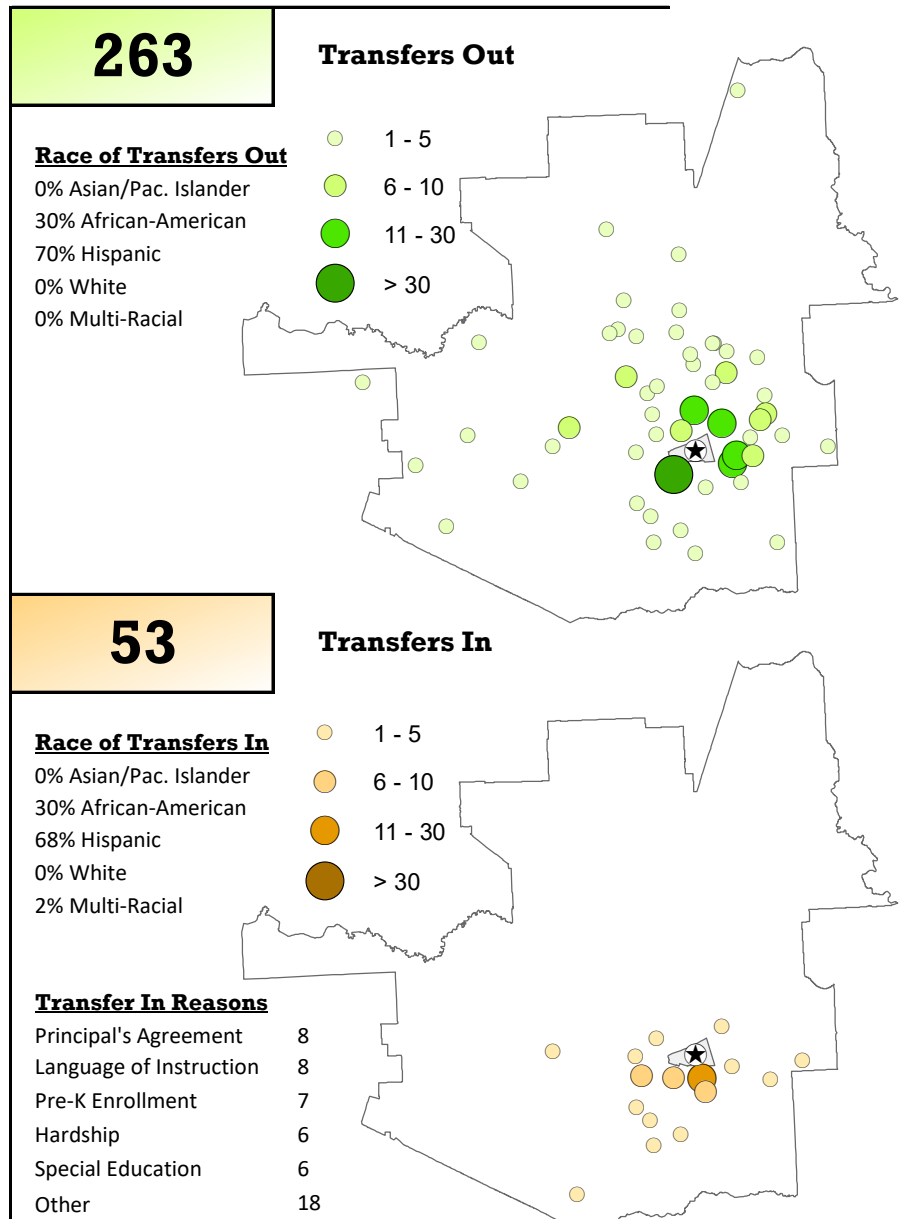 263
Transfers Out
Race of Transfers Out
0% Asian/Pac. Islander
30% African-American
70% Hispanic
0% White
0% Multi-Racial
1 - 5
6 - 10
11 - 30
> 30
53
Transfers In
Race of Transfers In
0% Asian/Pac. Islander
30% African-American
68% Hispanic
0% White
2% Multi-Racial
1 - 5
6 - 10
11 - 30
> 30
Transfer In Reasons
Principal's Agreement 8
Language of Instruction 8
Pre-K Enrollment 7
Hardship 6
Special Education 6
Other 18